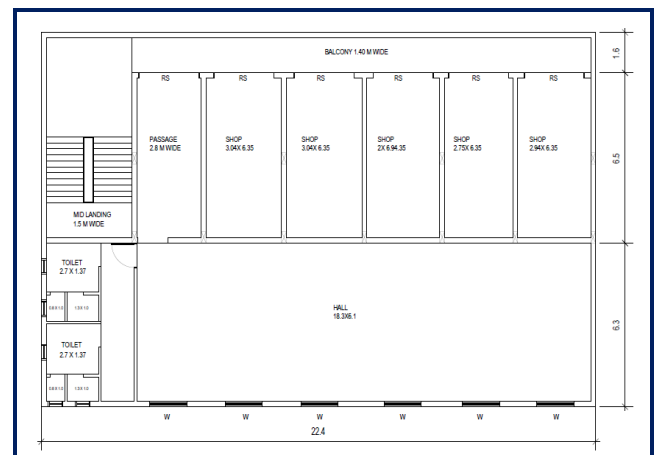 BALCONY 1.40 M WIDE
1.6
RS RS RS RS RS RS
PASSAGE
2.8 M WIDE
SHOP
3.04X 6.35
SHOP
3.04X 6.35
SHOP
2X 6.94.35
SHOP
2.75X 6.35
SHOP
2.94X 6.35
6.5
MID LANDING
1.5 M WIDE
TOILET
2.7 X 1.37
HALL
18.3X6.1
6.3
TOILET
2.7 X 1.37
W W W W W W
22.4